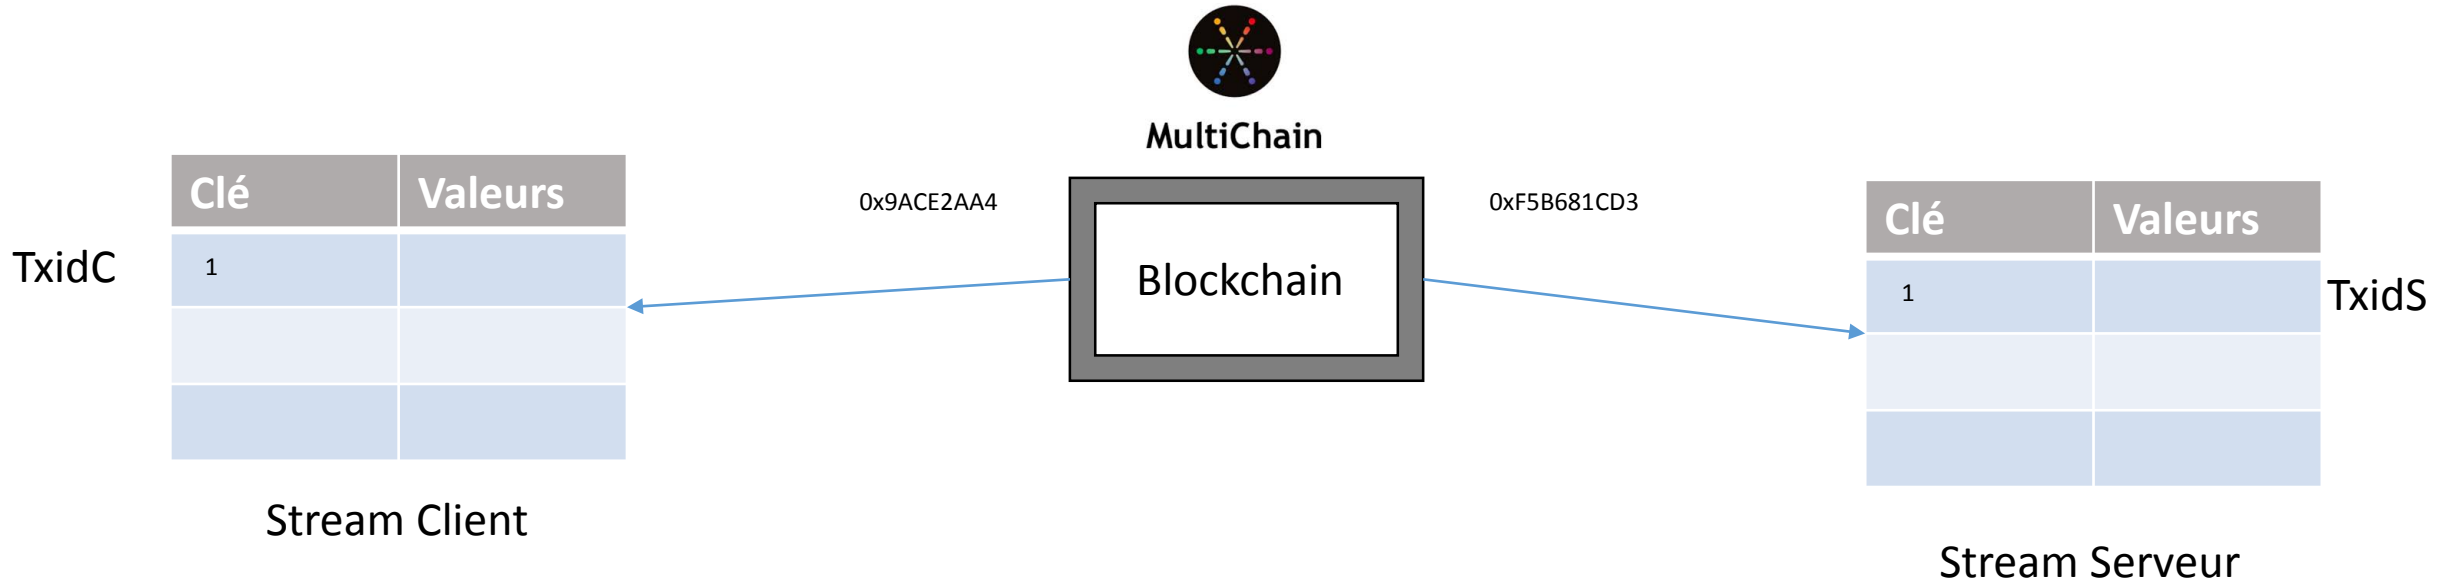 MultiChain
Clé Valeurs
TxidC 1
Stream Client
0x9ACE2AA4
Blockchain
0xF5B681CD3
Clé Valeurs
1 TxidS
Stream Serveur